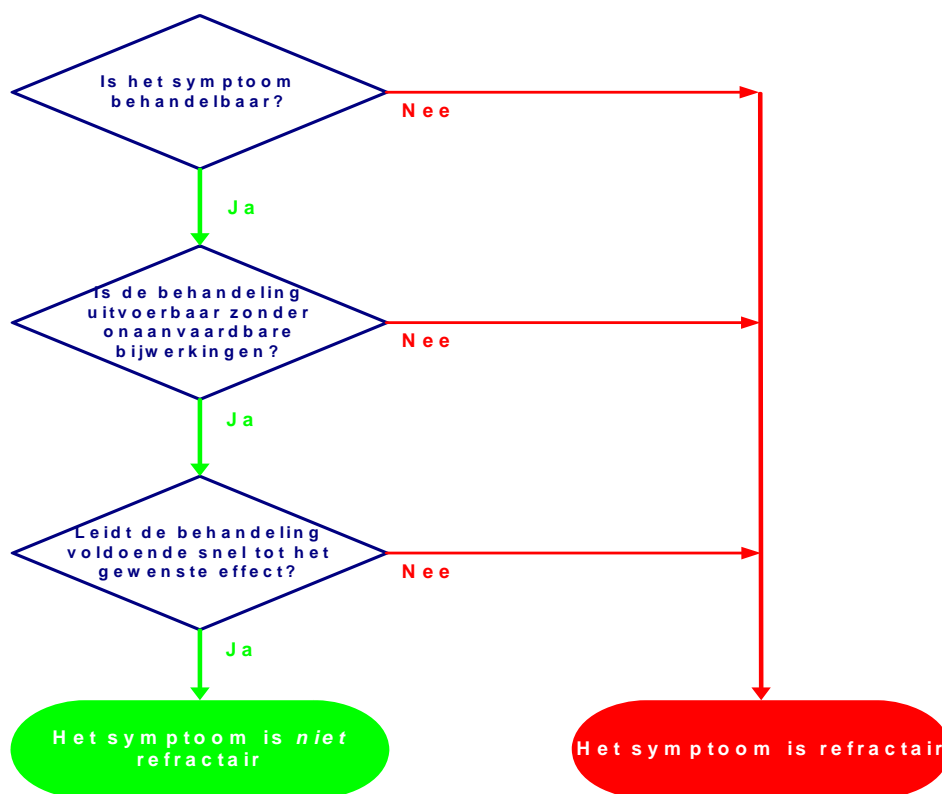 Is het symptoom
behandelbaar?
Nee
Ja
Is de behandeling
uitvoerbaar zonder
onaanvaardbare
bijwerkingen?
Nee
Ja
Leidt de behandeling
voldoende snel tot het
gewenste effect?
Nee
Ja
Het symptoom is niet
refractair
Het symptoom is refractair